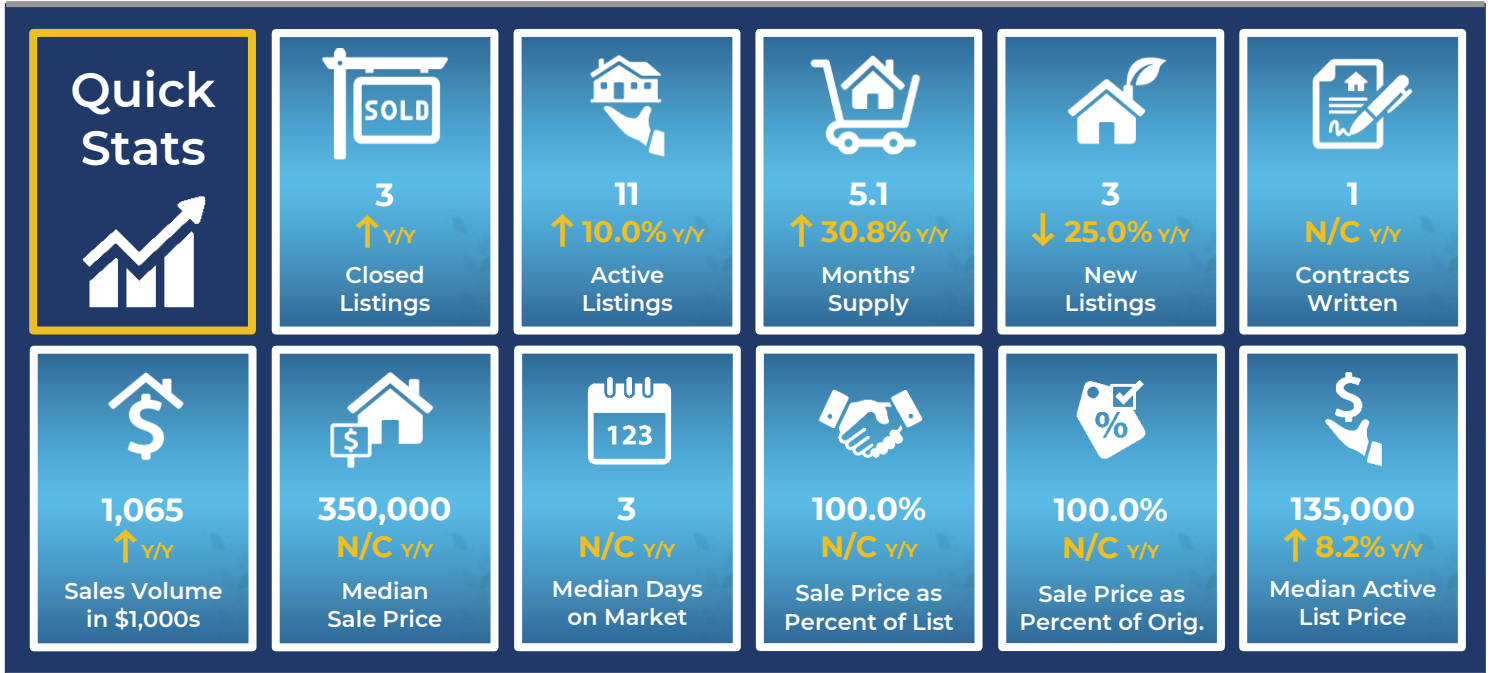 Quick
Stats
SOLD
3
↑ Y/Y
Closed
Listings
11
↑ 10.0% Y/Y
Active
Listings
5.1
↑ 30.8% Y/Y
Months’
Supply
3
↓ 25.0% Y/Y
New
Listings
1
N/C Y/Y
Contracts
Written
$
1,065
↑ Y/Y
Sales Volume
in $1,000s
$
350,000
N/C Y/Y
Median
Sale Price
123
3
N/C Y/Y
Median Days
on Market
100.0%
N/C Y/Y
Sale Price as
Percent of List
%
100.0%
N/C Y/Y
Sale Price as
Percent of Orig.
$
135,000
↑ 8.2% Y/Y
Median Active
List Price